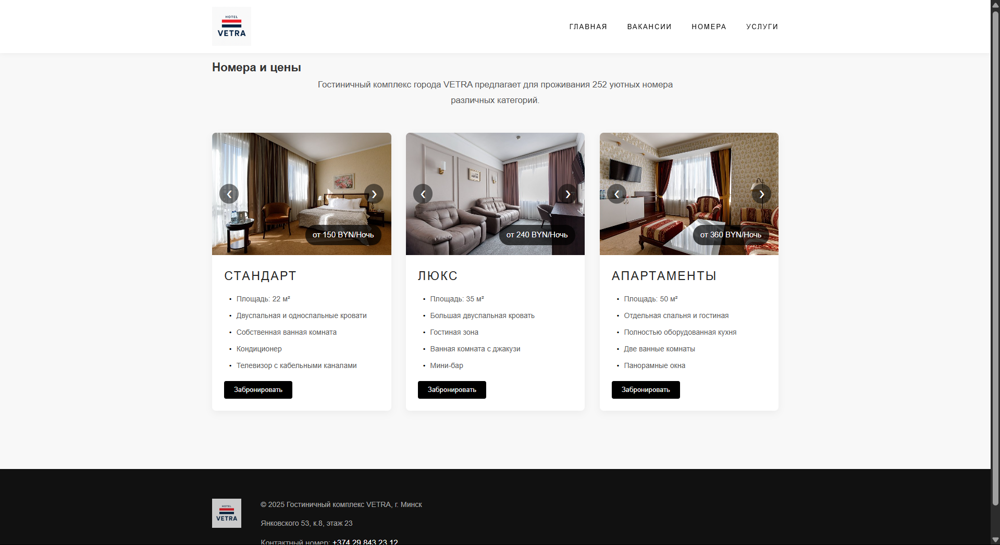 HOTEL
VETRA
ГЛАВНАЯ
ВАКАНСИИ
НОМЕРА
УСЛУГИ
Номера и цены
Гостиничный комплекс города VETRA предлагает для проживания 252 уютных номера
различных категорий.
от 150 BYN/Ночь
СТАНДАРТ
• Площадь: 22 м²
• Двуспальная и односпальные кровати
• Собственная ванная комната
• Кондиционер
• Телевизор с кабельными каналами
Забронировать
от 240 BYN/Ночь
ЛЮКС
• Площадь: 35 м²
• Большая двуспальная кровать
• Гостиная зона
• Ванная комната с джакузи
• Мини-бар
Забронировать
от 360 BYN/Ночь
АПАРТАМЕНТЫ
• Площадь: 50 м²
• Отдельная спальня и гостиная
• Полностью оборудованная кухня
• Две ванные комнаты
• Панорамные окна
Забронировать
HOTEL
VETRA
© 2025 Гостиничный комплекс VETRA, г. Минск
Янковского 53, к.8, этаж 23
Контактный номер: +374 29 843 23 12